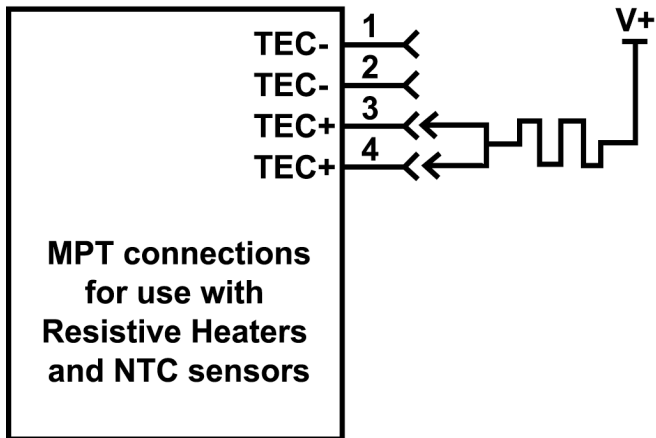 V+
TEC- 1
TEC- 2
TEC+ 3
TEC+ 4
MPT connections
for use with
Resistive Heaters
and NTC sensors